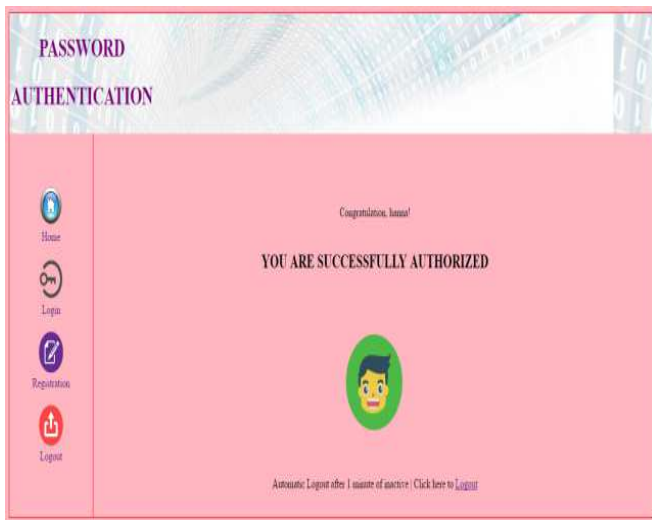 PASSWORD
AUTHENTICATION
Home
Login
Registration
Logout
Congratulation, hanna!
YOU ARE SUCCESSFULLY AUTHORIZED
Automatic Logout after 1 minute of inactive | Click here to Logout